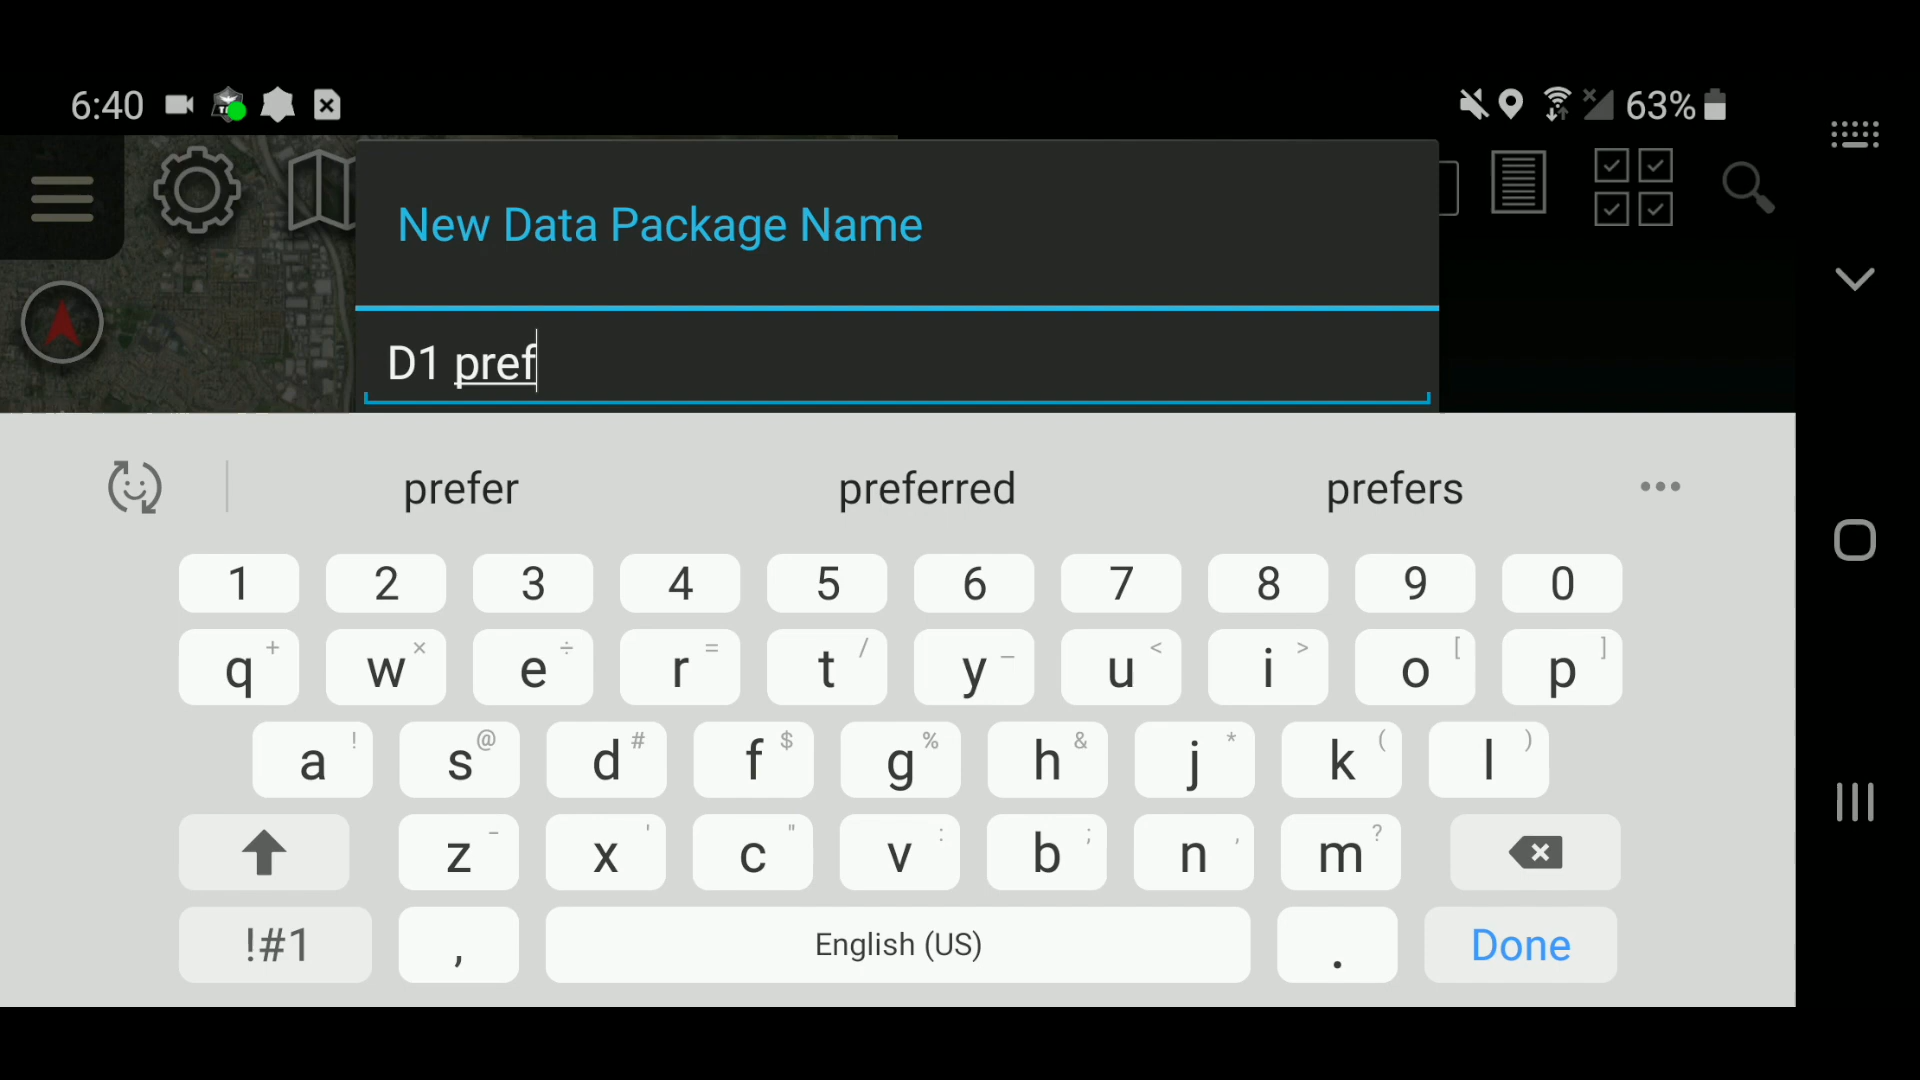 6:40 63%
New Data Package Name
D1 pref
prefer preferred prefers •••
1 2 3 4 5 6 7 8 9 0
q + w × e ÷ r = t / y _ u < i > o [ p ]
a ! s @ d # f $ g % h & j * k ( l )
z - x ' c " v : b ; n , m ?
!#1 , English (US) . Done